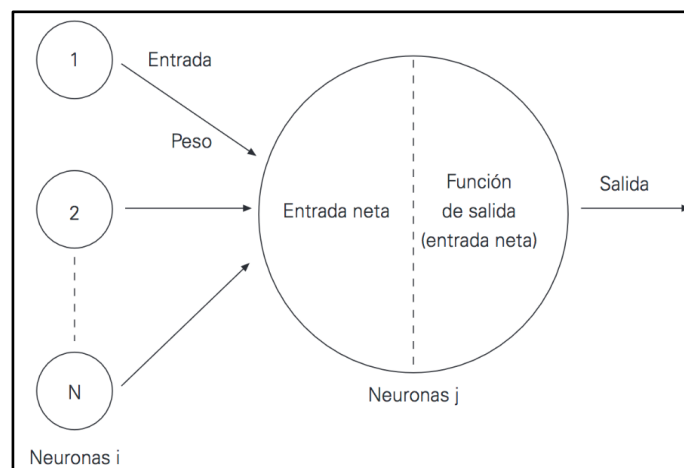 1
Entrada
Peso
2
Entrada neta
Función
de salida
(entrada neta)
Salida
N
Neuronas j
Neuronas i